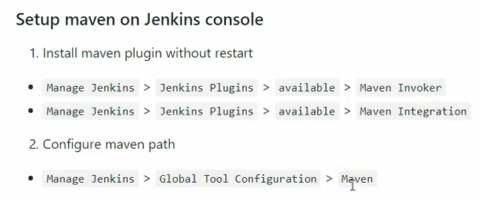 Setup maven on Jenkins console
1. Install maven plugin without restart
• Manage Jenkins > Jenkins Plugins > available > Maven Invoker
• Manage Jenkins > Jenkins Plugins > available > Maven Integration
2. Configure maven path
• Manage Jenkins > Global Tool Configuration > Maven